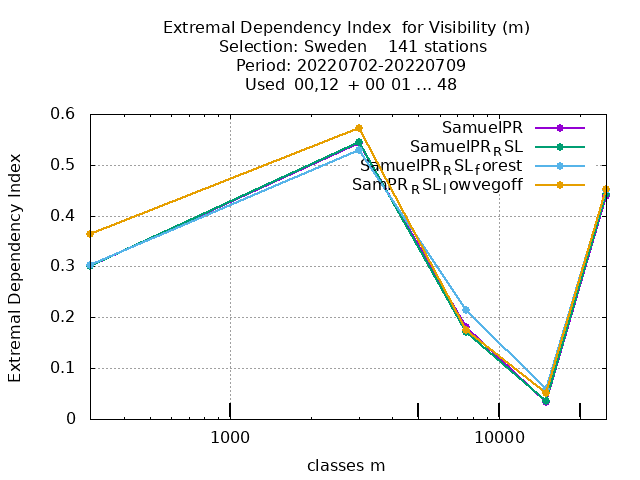 Extremal Dependency Index  for Visibility (m)
Selection: Sweden    141 stations
Period: 20220702-20220709
Used  00,12  + 00 01 ... 48
SamuelPR
SamuelPR_RSL
SamuelPR_RSL_forest
SamPR_RSL_lowvegoff
Extremal Dependency Index
0.6
0.5
0.4
0.3
0.2
0.1
0
1000
10000
classes m